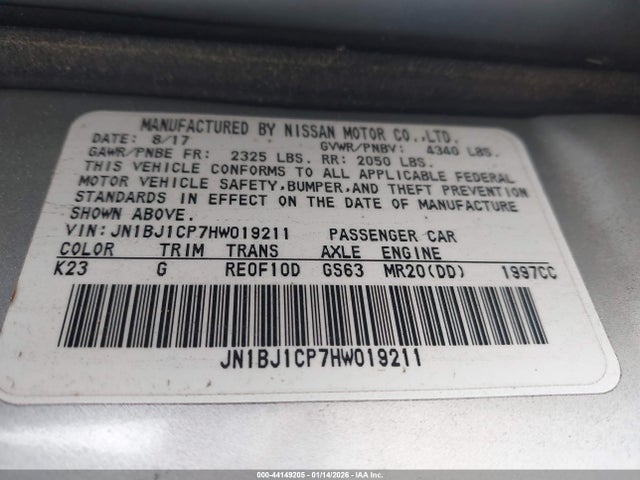 MANUFACTURED BY NISSAN MOTOR CO.,LTD.
DATE: 8/17 GVWR/PNBV: 4340 LBS.
GAWR/PNBE FR: 2325 LBS. RR: 2050 LBS.
THIS VEHICLE CONFORMS TO ALL APPLICABLE FEDERAL
MOTOR VEHICLE SAFETY,BUMPER,AND THEFT PREVENTION
STANDARDS IN EFFECT ON THE DATE OF MANUFACTURE
SHOWN ABOVE.
VIN:JN1BJ1CP7HW019211 PASSENGER CAR
COLOR TRIM TRANS AXLE ENGINE
K23 G RE0F10D GS63 MR20(DD) 1997CC
JN1BJ1CP7HW019211
000-44149205 - 01/14/2026 - IAA Inc.